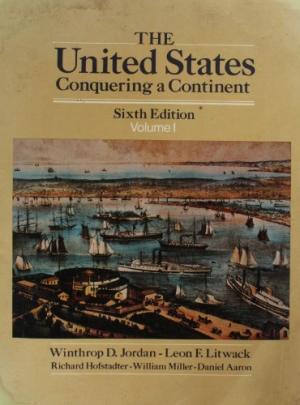 THE
United States
Conquering a Continent
Sixth Edition
Volume I
Winthrop D. Jordan - Leon F. Litwack
Richard Hofstadter - William Miller - Daniel Aaron